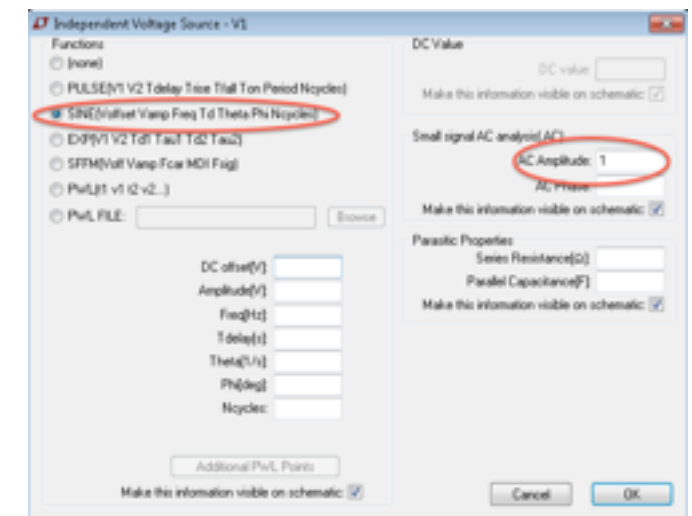 Independent Voltage Source - V1
Functions
(none)
PULSE(V1 V2 Tdelay Trise Tfall Ton Period Ncycles)
SINE(Voffset Vamp Freq Td Theta Phi Ncycles)
EXP(V1 V2 Td1 Tau1 Td2 Tau2)
SFFM(Voff Vamp Fcar MDI Fsig)
PWL(t1 v1 t2 v2...)
PWL FILE:
Browse
DC offset[V]:
Amplitude[V]:
Freq[Hz]:
Tdelay[s]:
Theta[1/s]:
Phi[deg]:
Ncycles:
Additional PWL Points
Make this information visible on schematic:
DC Value
DC value:
Make this information visible on schematic:
Small signal AC analysis(.AC)
AC Amplitude: 1
AC Phase:
Make this information visible on schematic:
Parasitic Properties
Series Resistance[Ω]:
Parallel Capacitance[F]:
Make this information visible on schematic:
Cancel
OK